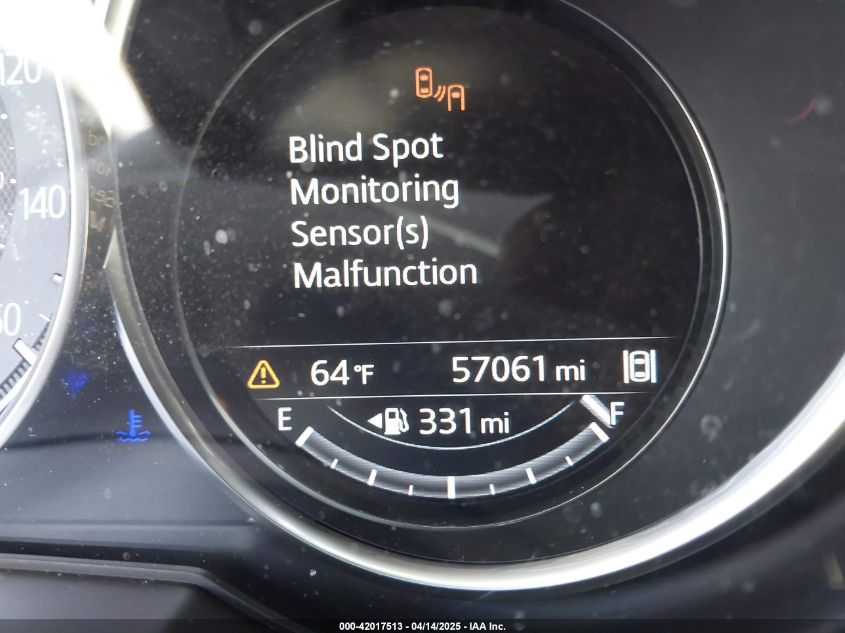 120
140
Blind Spot
Monitoring
Sensor(s)
Malfunction
64°F 57061 mi
E 331 mi F
000-42017513 - 04/14/2025 - IAA Inc.